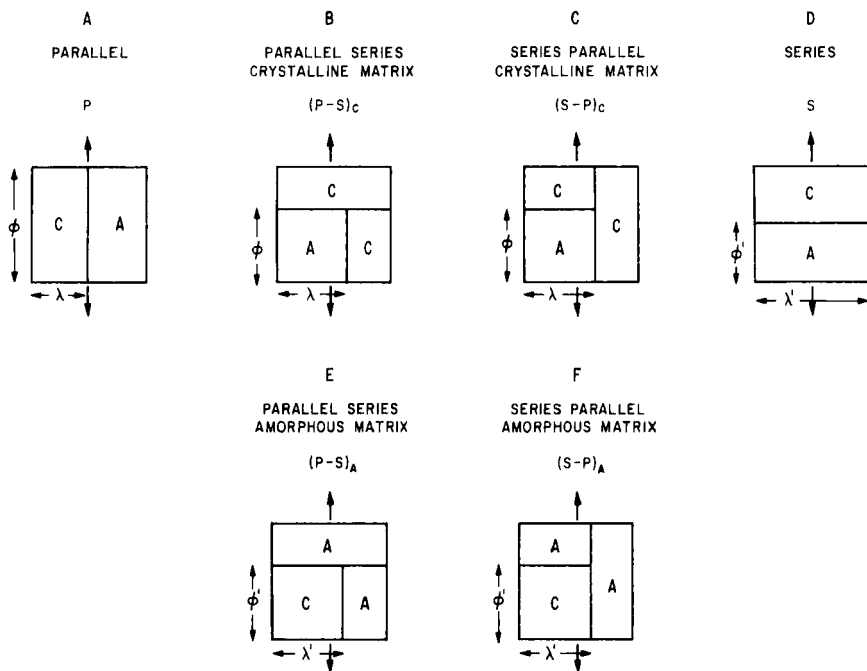 A
PARALLEL
P
φ
C
A
λ
B
PARALLEL SERIES
CRYSTALLINE MATRIX
(P-S)C
C
φ
A
C
λ
C
SERIES PARALLEL
CRYSTALLINE MATRIX
(S-P)C
C
C
φ
A
λ
D
SERIES
S
C
φ'
A
λ'
E
PARALLEL SERIES
AMORPHOUS MATRIX
(P-S)A
A
φ'
C
A
λ'
F
SERIES PARALLEL
AMORPHOUS MATRIX
(S-P)A
A
A
φ'
C
λ'